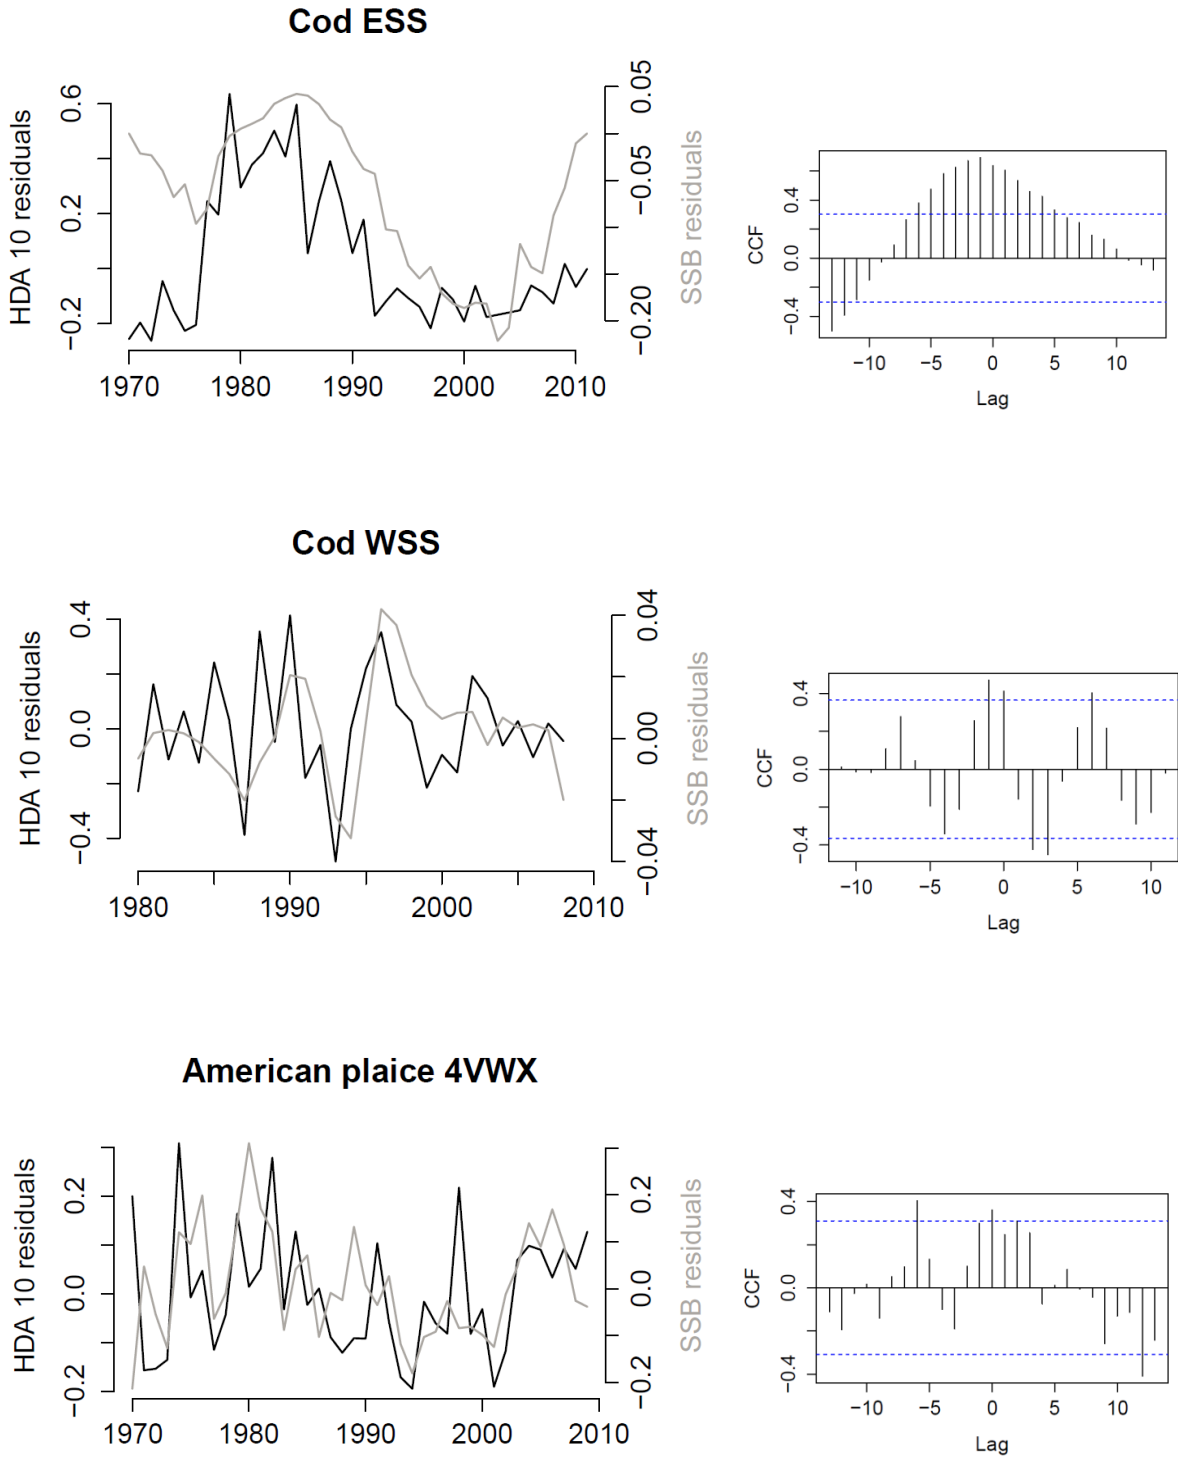 Cod ESS
HDA 10 residuals
0.6
0.2
−0.2
0.05
−0.05
−0.20
SSB residuals
1970 1980 1990 2000 2010
CCF
0.4
0.0
−0.4
−10 −5 0 5 10
Lag
Cod WSS
HDA 10 residuals
0.4
0.0
−0.4
0.04
0.00
−0.04
SSB residuals
1980 1990 2000 2010
CCF
0.4
0.0
−0.4
−10 −5 0 5 10
Lag
American plaice 4VWX
HDA 10 residuals
0.2
0.0
−0.2
0.2
0.0
−0.2
SSB residuals
1970 1980 1990 2000 2010
CCF
0.4
0.0
−0.4
−10 −5 0 5 10
Lag